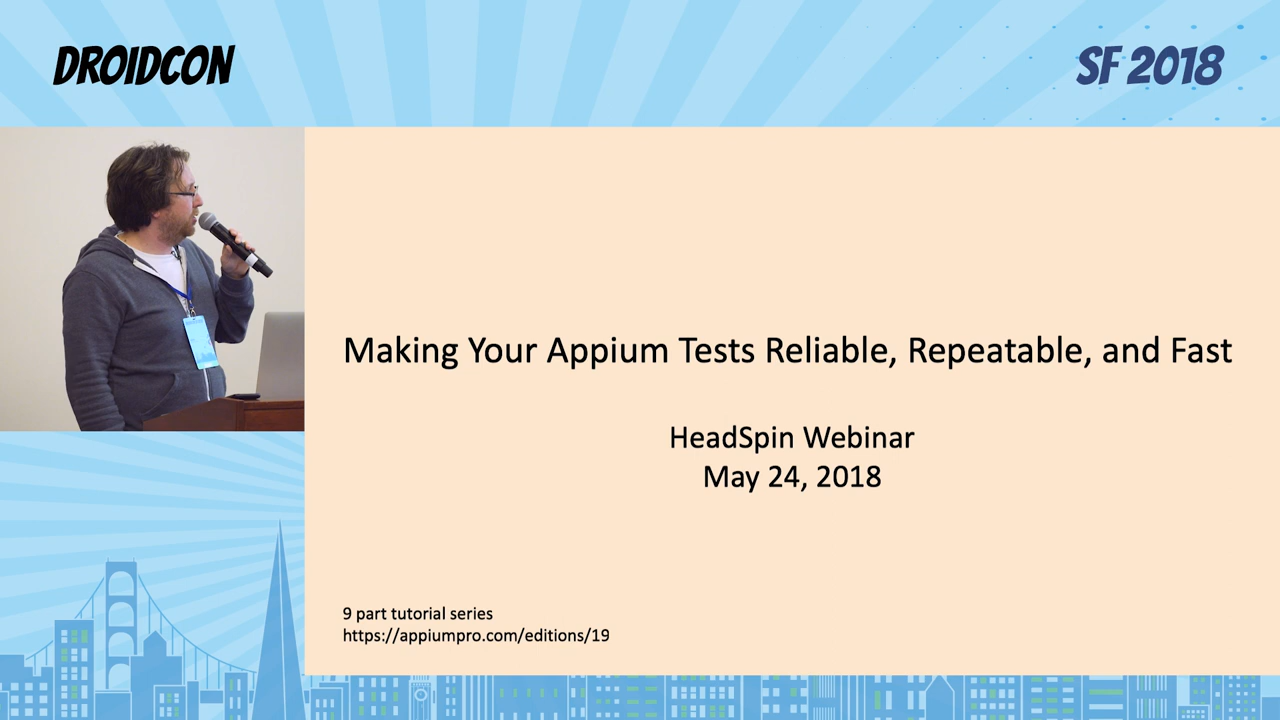 DROIDCON
SF 2018
Making Your Appium Tests Reliable, Repeatable, and Fast
HeadSpin Webinar
May 24, 2018
9 part tutorial series
https://appiumpro.com/editions/19